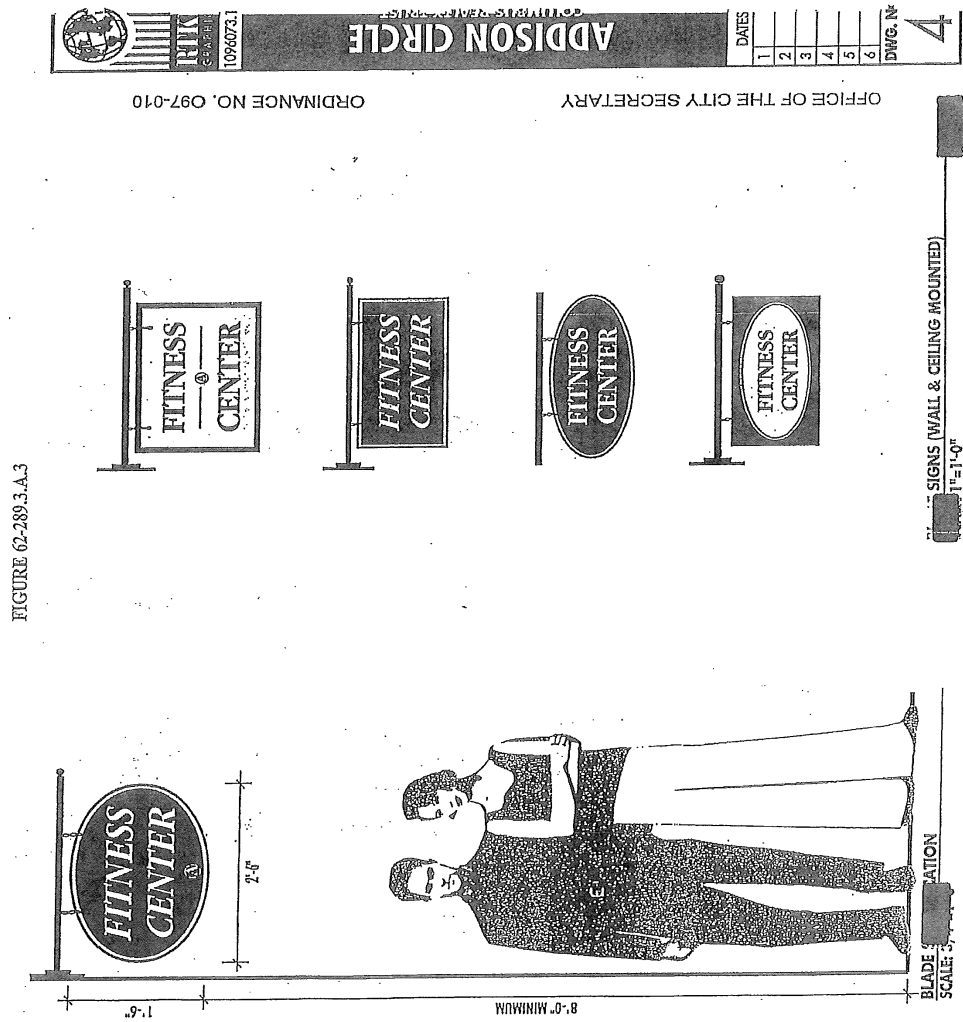 FIGURE 62-289.3.A.3
FITNESS
CENTER
A
2'-0"
1'-6"
8'-0" MINIMUM
BLADE
SCALE:
FITNESS
A
CENTER
FITNESS
CENTER
FITNESS
CENTER
FITNESS
CENTER
SIGNS (WALL & CEILING MOUNTED)
1"=1'-0"
ORDINANCE NO. O97-010
OFFICE OF THE CITY SECRETARY
RTK
1096073.1
ADDISON CIRCLE
DATES
1
2
3
4
5
6
DWG. №
4